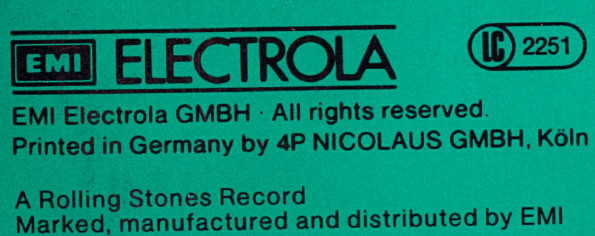 EMI ELECTROLA LC 2251
EMI Electrola GMBH · All rights reserved.
Printed in Germany by 4P NICOLAUS GMBH, Köln
A Rolling Stones Record
Marked, manufactured and distributed by EMI